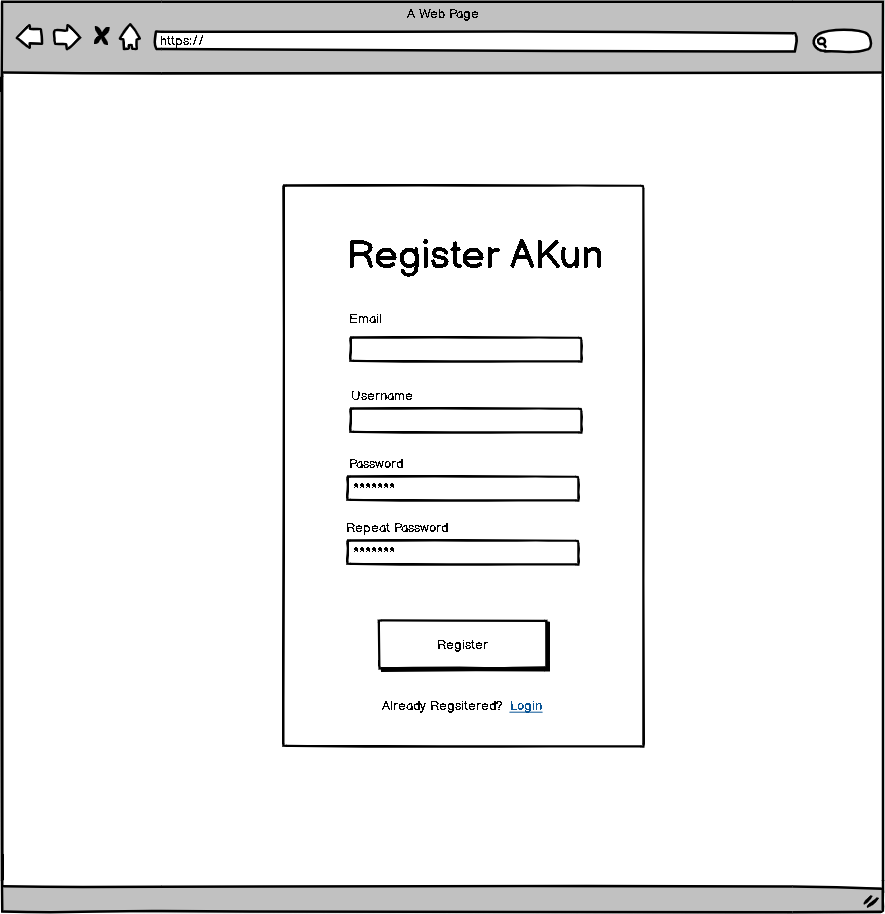 A Web Page
https://
Register AKun
Email
Username
Password
*******
Repeat Password
*******
Register
Already Regsitered? Login